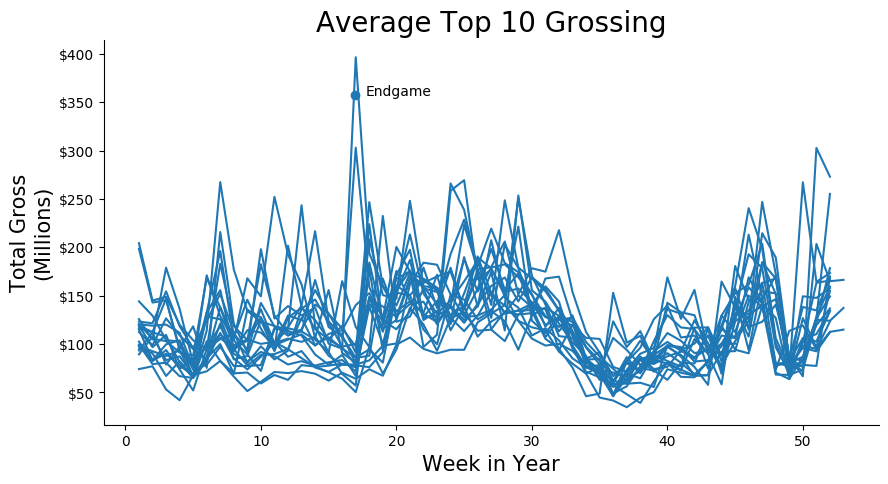 Average Top 10 Grossing
Total Gross
(Millions)
$400
$350
$300
$250
$200
$150
$100
$50
Endgame
0
10
20
30
40
50
Week in Year